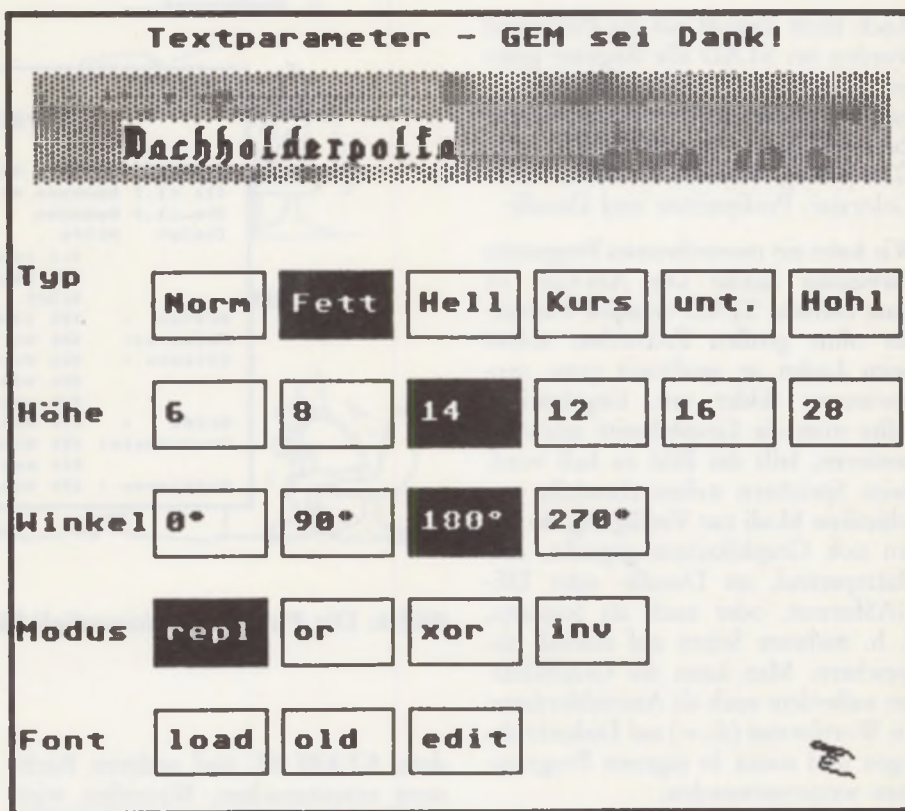 Textparameter - GEM sei Dank!
Dachholderpolka
Typ Norm Fett Hell Kurs unt. Hohl
Höhe 6 8 14 12 16 28
Winkel 0° 90° 180° 270°
Modus repl or xor inv
Font load old edit